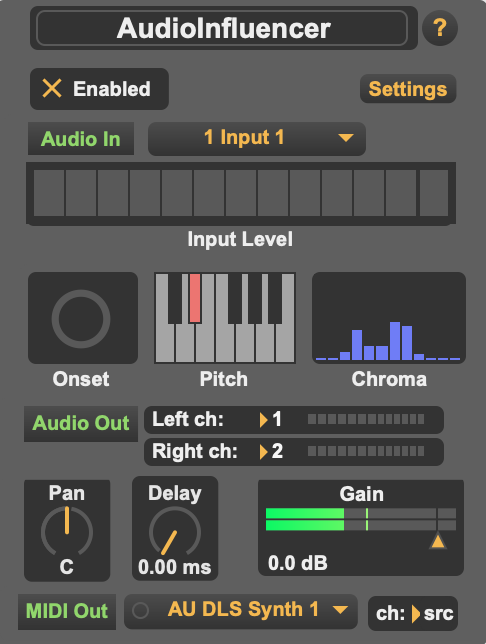 AudioInfluencer
?
Enabled
Settings
Audio In
1 Input 1
Input Level
Onset
Pitch
Chroma
Audio Out
Left ch:
1
Right ch:
2
Pan
C
Delay
0.00 ms
Gain
0.0 dB
MIDI Out
AU DLS Synth 1
ch:
src